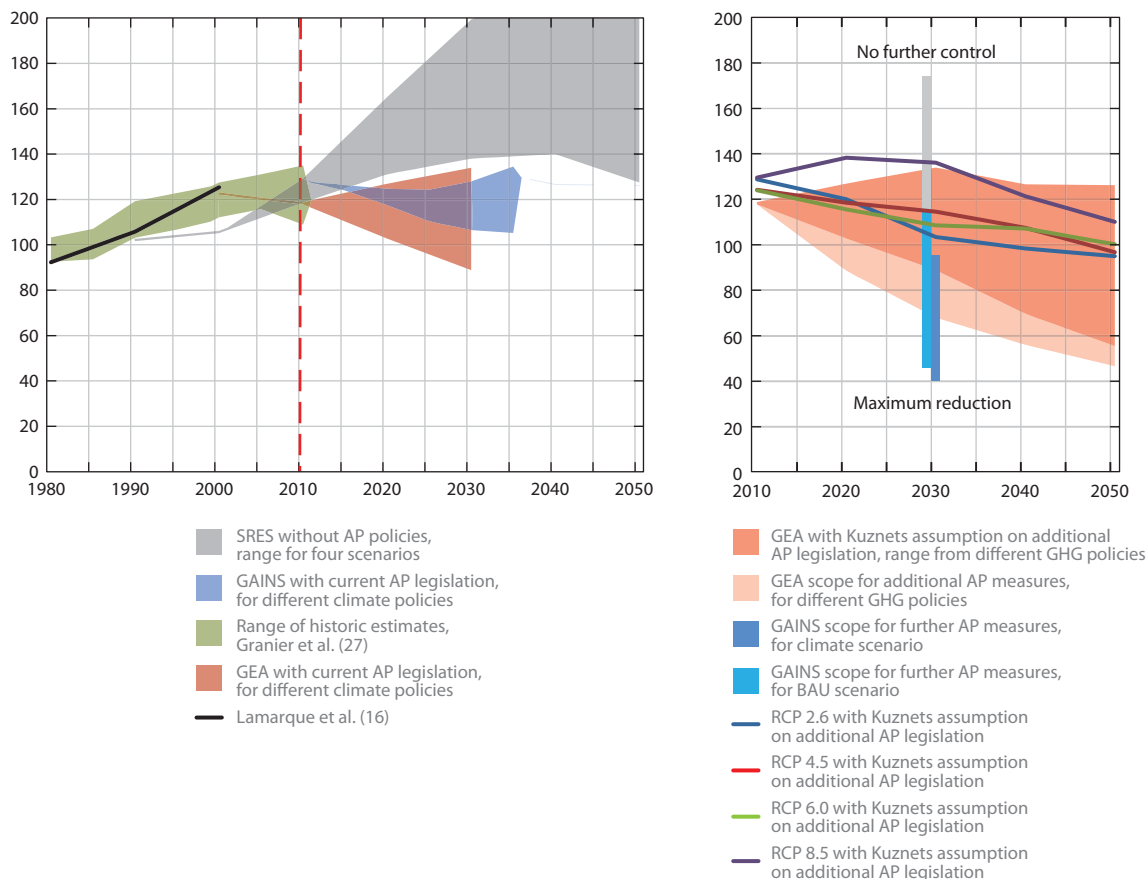 200
180
160
140
120
100
80
60
40
20
0
1980
1990
2000
2010
2020
2030
2040
2050
SRES without AP policies,
range for four scenarios
GAINS with current AP legislation,
for different climate policies
Range of historic estimates,
Granier et al. (27)
GEA with current AP legislation,
for different climate policies
Lamarque et al. (16)
200
180
160
140
120
100
80
60
40
20
0
No further control
Maximum reduction
2010
2020
2030
2040
2050
GEA with Kuznets assumption on additional
AP legislation, range from different GHG policies
GEA scope for additional AP measures,
for different GHG policies
GAINS scope for further AP measures,
for climate scenario
GAINS scope for further AP measures,
for BAU scenario
RCP 2.6 with Kuznets assumption
on additional AP legislation
RCP 4.5 with Kuznets assumption
on additional AP legislation
RCP 6.0 with Kuznets assumption
on additional AP legislation
RCP 8.5 with Kuznets assumption
on additional AP legislation